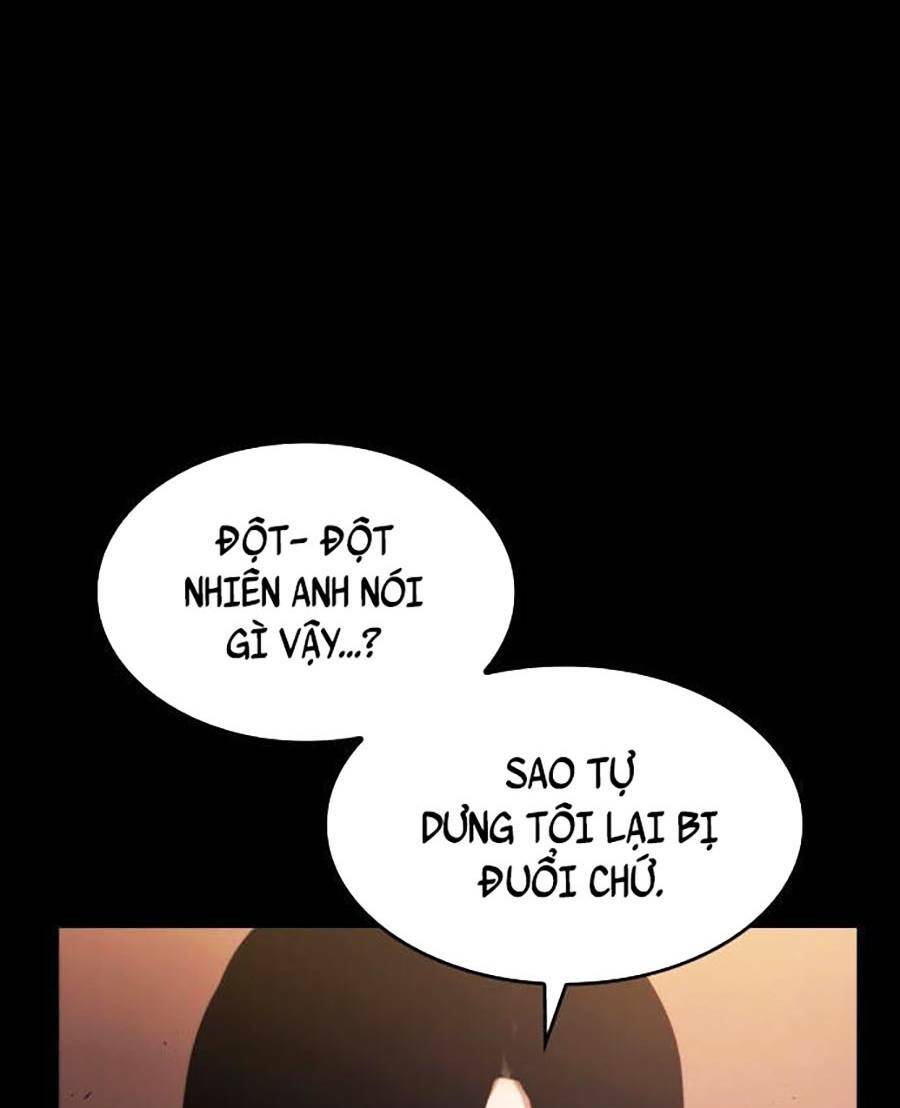 ĐỘT- ĐỘT
NHIÊN ANH NÓI
GÌ VẬY...?
SAO TỰ
DƯNG TÔI LẠI BỊ
ĐUỔI CHỨ.